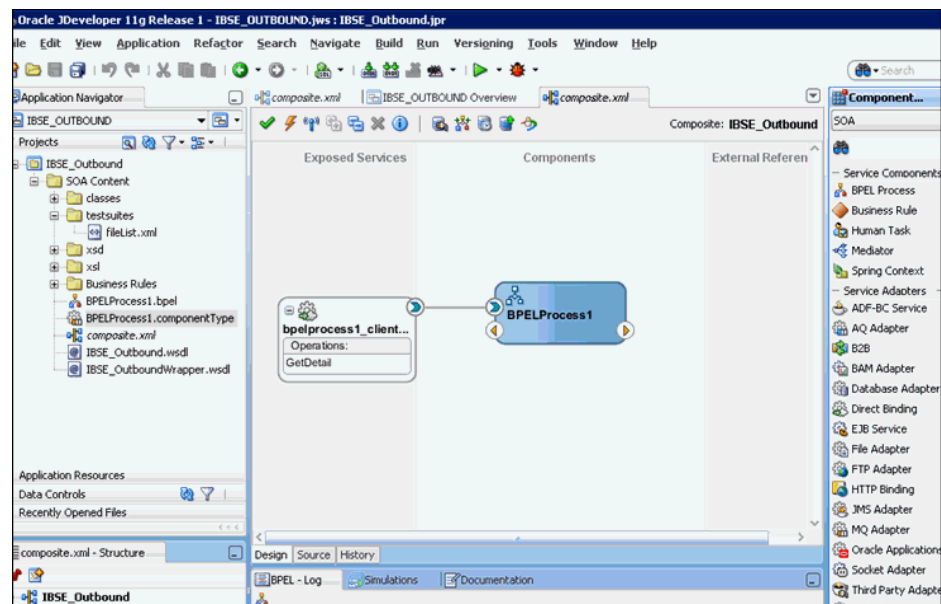 Oracle JDeveloper 11g Release 1 - IBSE_OUTBOUND.jws : IBSE_Outbound.jpr
ile Edit View Application Refactor Search Navigate Build Run Versioning Tools Window Help
Search
Application Navigator
composite.xml
IBSE_OUTBOUND Overview
composite.xml
Component...
IBSE_OUTBOUND
Composite: IBSE_Outbound
SOA
Projects
IBSE_Outbound
SOA Content
classes
testsuites
fileList.xml
xsd
xsl
Business Rules
BPELProcess1.bpel
BPELProcess1.componentType
composite.xml
IBSE_Outbound.wsdl
IBSE_OutboundWrapper.wsdl
Application Resources
Data Controls
Recently Opened Files
composite.xml - Structure
IBSE_Outbound
Exposed Services
Components
External Referen
bpelprocess1_client...
Operations:
GetDetail
BPELProcess1
Design Source History
BPEL - Log
Simulations
Documentation
Service Components
BPEL Process
Business Rule
Human Task
Mediator
Spring Context
Service Adapters
ADF-BC Service
AQ Adapter
B2B
BAM Adapter
Database Adapter
Direct Binding
EJB Service
File Adapter
FTP Adapter
HTTP Binding
JMS Adapter
MQ Adapter
Oracle Applications
Socket Adapter
Third Party Adapte